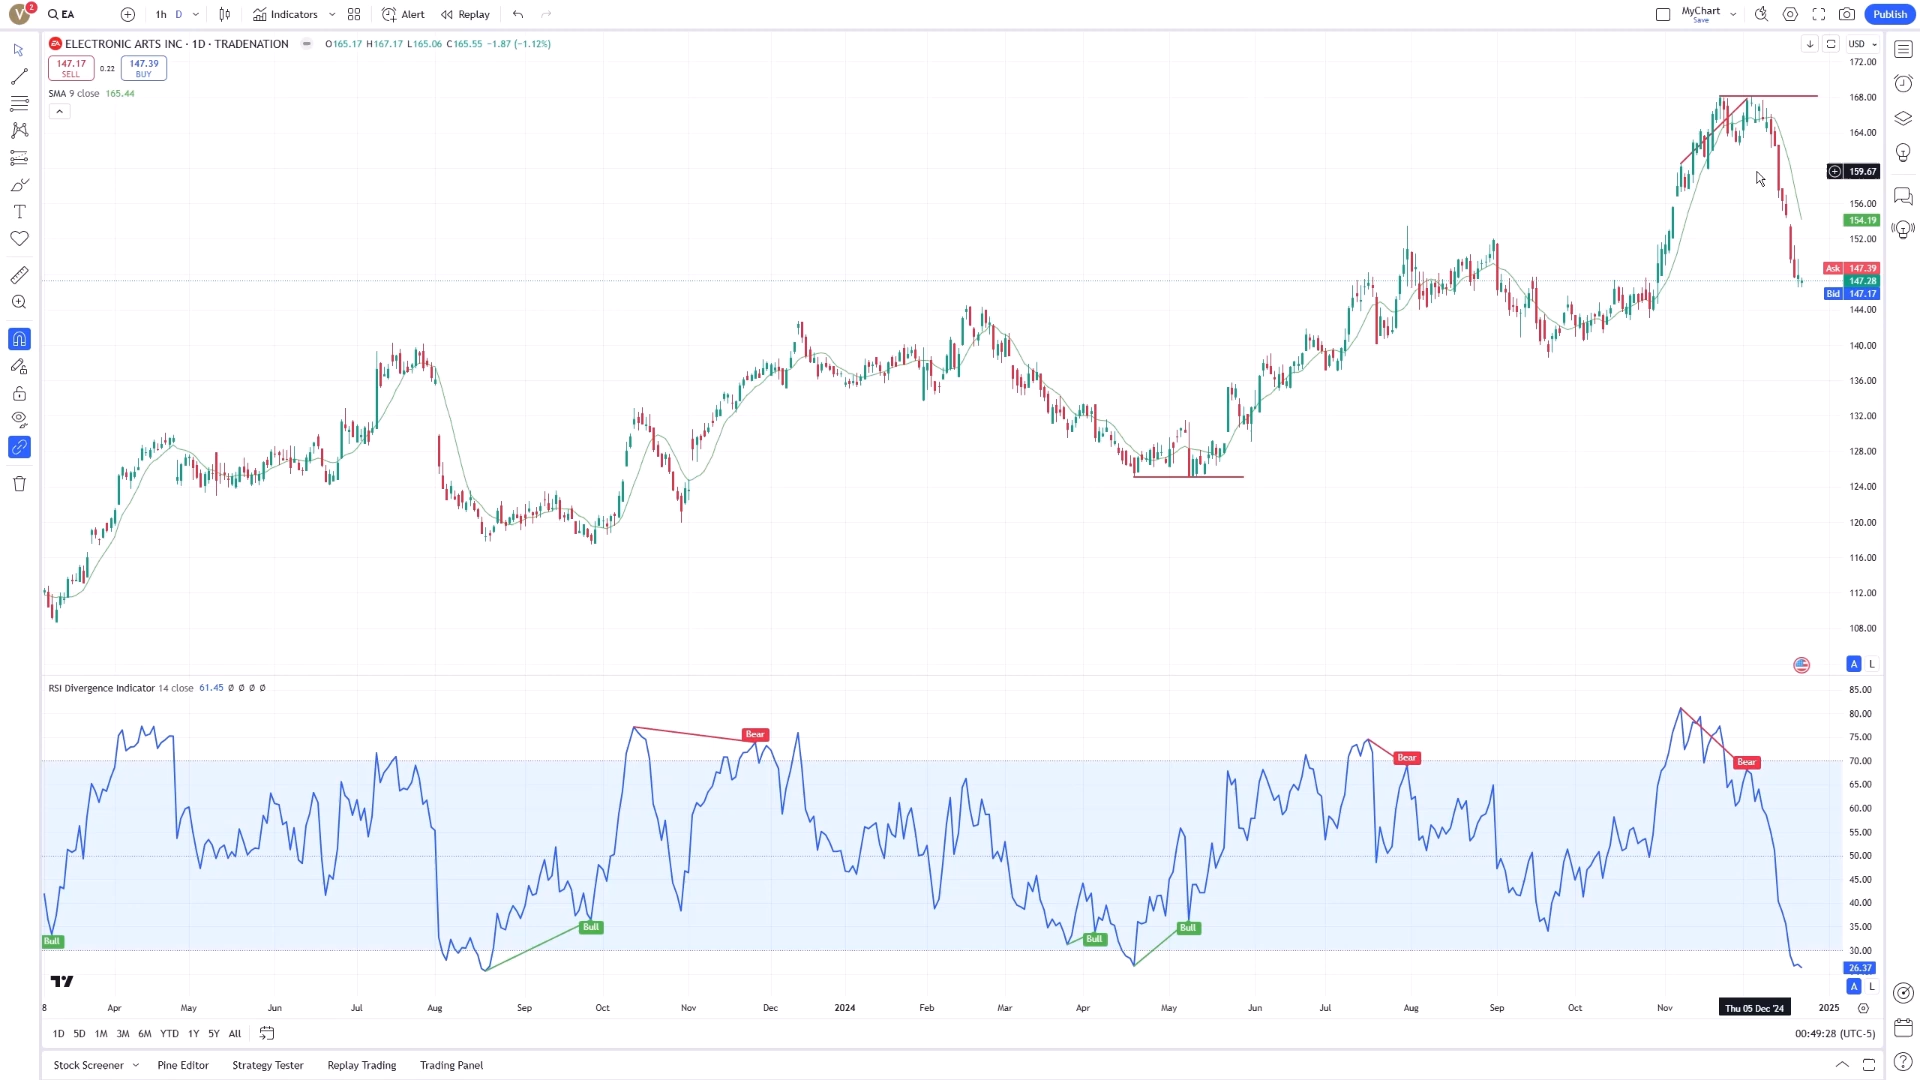 V 2 EA 1h D Indicators Alert Replay MyChart Save Publish
EA ELECTRONIC ARTS INC · 1D · TRADENATION O165.17 H167.17 L165.06 C165.55 −1.87 (−1.12%) USD
147.17 SELL 0.22 147.39 BUY
SMA 9 close 165.44
172.00
168.00
164.00
159.67
156.00
154.19
152.00
Ask 147.39
147.28
Bid 147.17
144.00
140.00
136.00
132.00
128.00
124.00
120.00
116.00
112.00
108.00
A L
RSI Divergence Indicator 14 close 61.45 Ø Ø Ø Ø
85.00
80.00
75.00
70.00
65.00
60.00
55.00
50.00
45.00
40.00
35.00
30.00
26.37
A L
Bear
Bear
Bear
Bull
Bull
Bull
Bull
8 Apr May Jun Jul Aug Sep Oct Nov Dec 2024 Feb Mar Apr May Jun Jul Aug Sep Oct Nov Thu 05 Dec '24 2025
1D 5D 1M 3M 6M YTD 1Y 5Y All 00:49:28 (UTC-5)
Stock Screener Pine Editor Strategy Tester Replay Trading Trading Panel